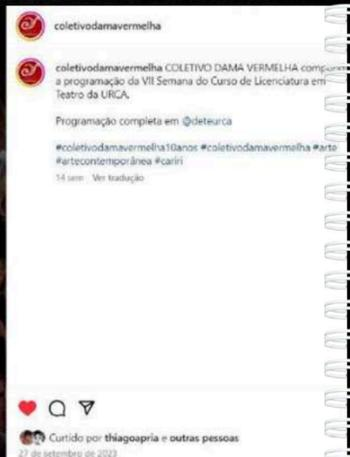 coletivodamavermelha
coletivodamavermelha COLETIVO DAMA VERMELHA
a programação da VII Semana do Curso de Licenciatura em
Teatro da URCA.
Programação completa em @deteurca
#coletivodamavermelha10anos #coletivodamavermelha #arte
#artecontemporânea #cariri
14 sem Ver tradução
Curtido por thiagoapria e outras pessoas
27 de setembro de 2023